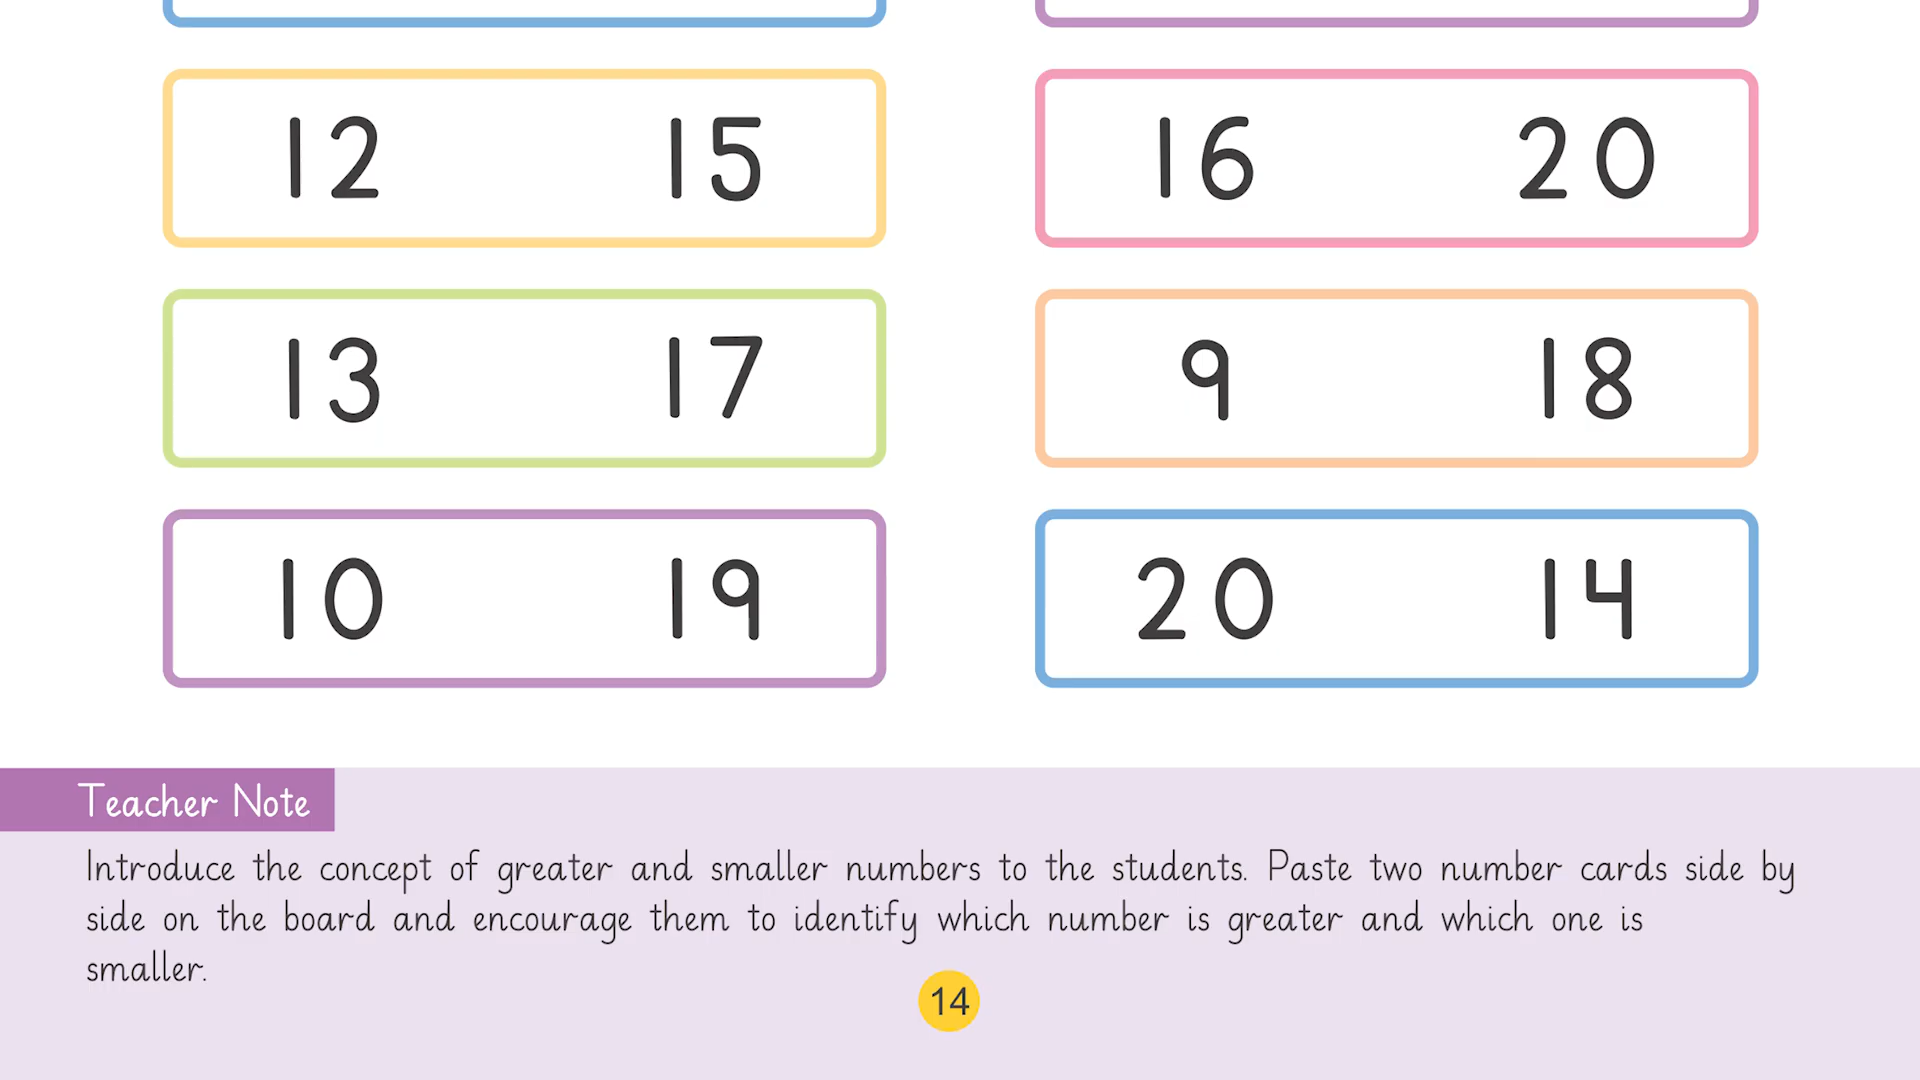 12 15
16 20
13 17
9 18
10 19
20 14
Teacher Note
Introduce the concept of greater and smaller numbers to the students. Paste two number cards side by
side on the board and encourage them to identify which number is greater and which one is
smaller.
14